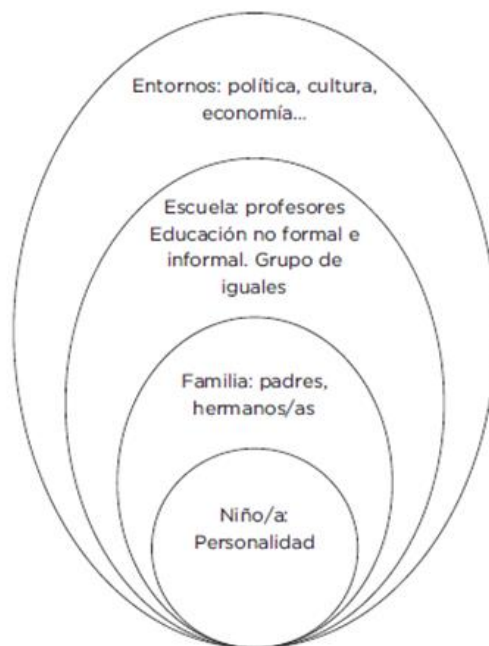 Entornos: política, cultura,
economía...
Escuela: profesores
Educación no formal e
informal. Grupo de
iguales
Familia: padres,
hermanos/as
Niño/a:
Personalidad